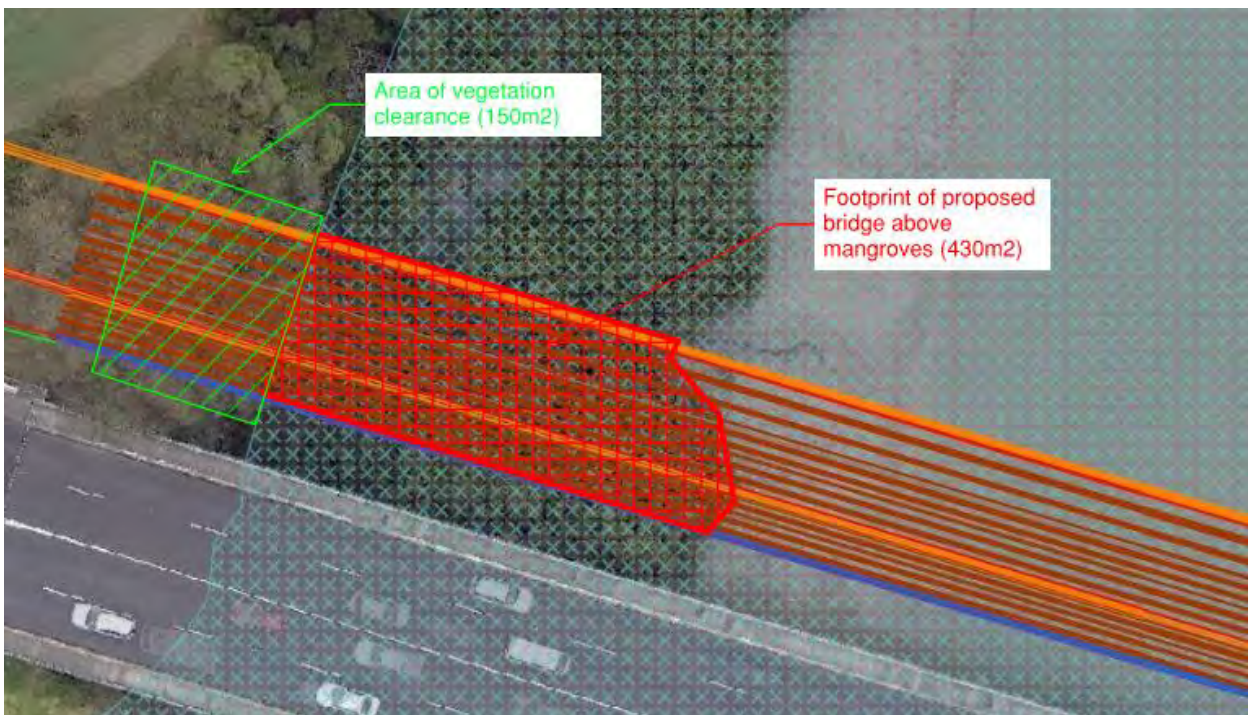 Area of vegetation
clearance (150m2)
Footprint of proposed
bridge above
mangroves (430m2)